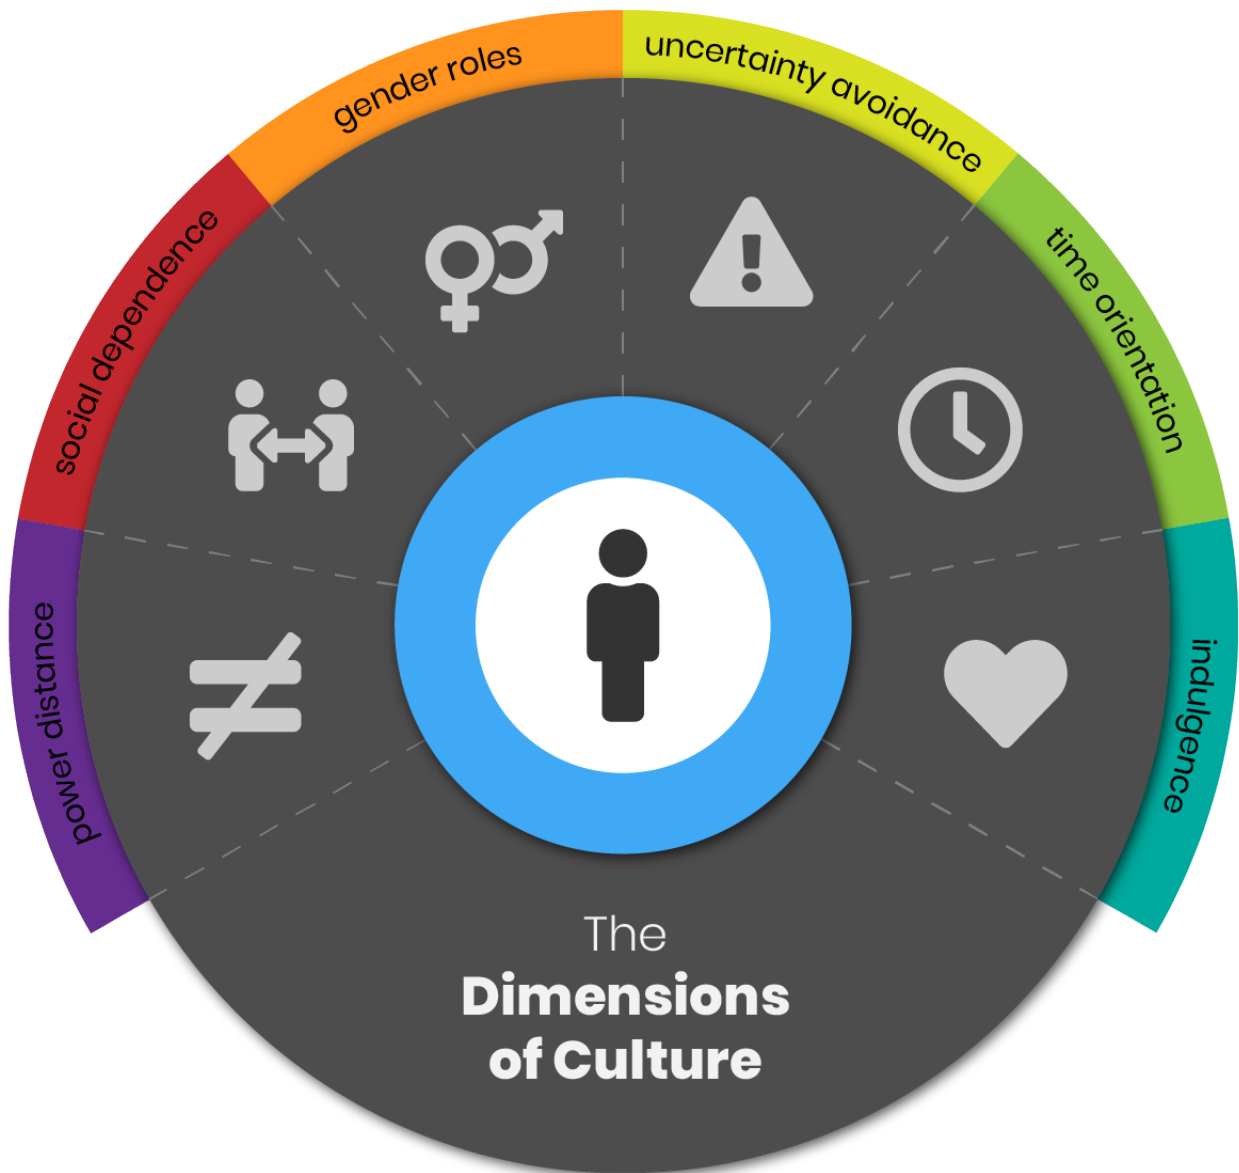 power distance
social dependence
gender roles
uncertainty avoidance
time orientation
indulgence
The
Dimensions
of Culture